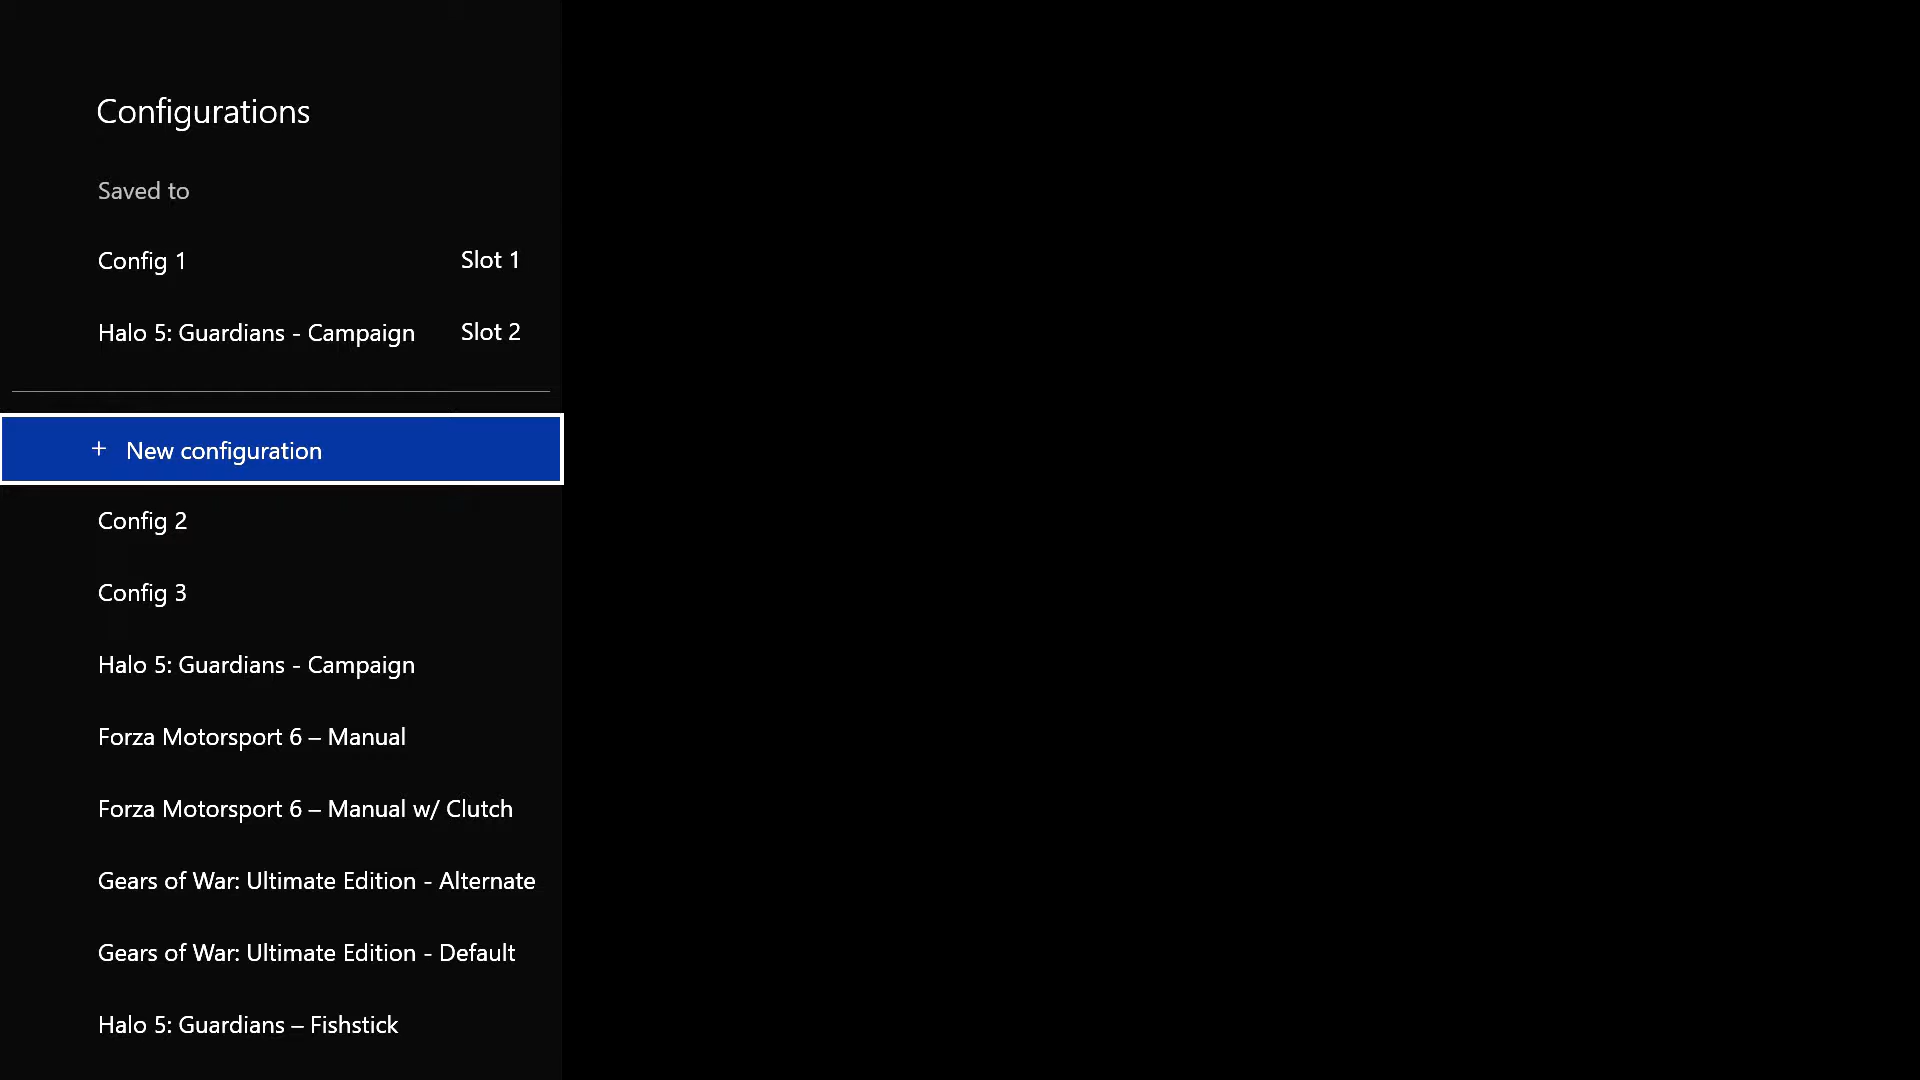 Configurations
Saved to
Config 1 Slot 1
Halo 5: Guardians - Campaign Slot 2
+ New configuration
Config 2
Config 3
Halo 5: Guardians - Campaign
Forza Motorsport 6 – Manual
Forza Motorsport 6 – Manual w/ Clutch
Gears of War: Ultimate Edition - Alternate
Gears of War: Ultimate Edition - Default
Halo 5: Guardians – Fishstick